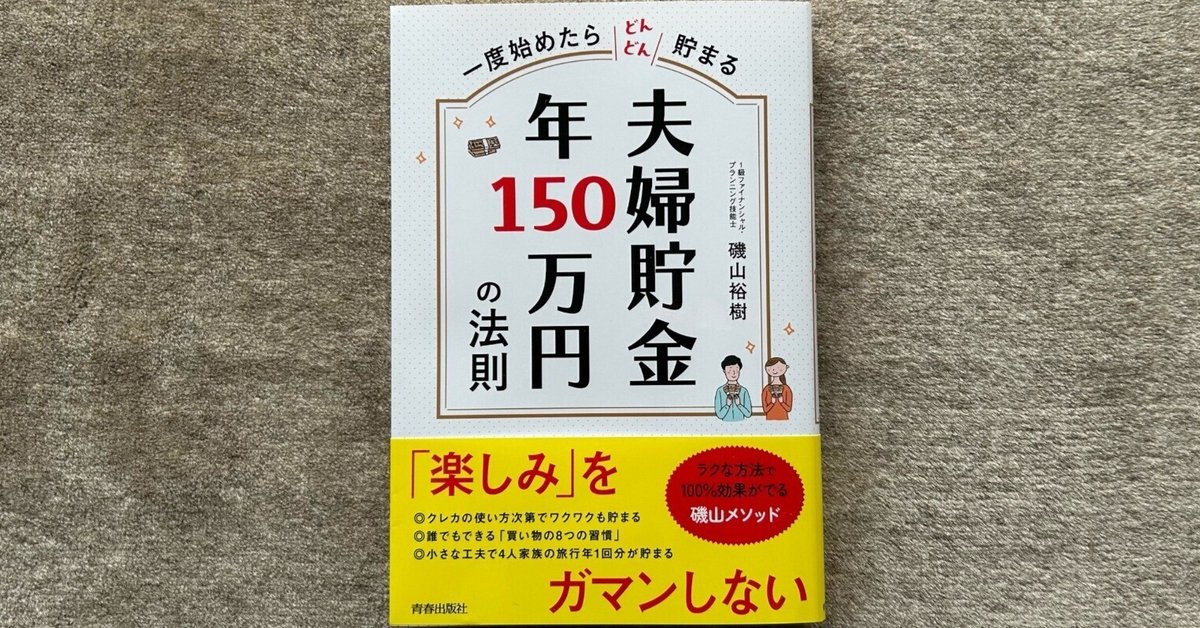 一度始めたらどんどん貯まる
夫婦貯金
年150万円
の法則
1級ファイナンシャル・
プランニング技能士
磯山裕樹
「楽しみ」を
ラクな方法で
100%効果がでる
磯山メソッド
◎クレカの使い方次第でワクワクも貯まる
◎誰でもできる「買い物の8つの習慣」
◎小さな工夫で4人家族の旅行年1回分が貯まる
ガマンしない
青春出版社